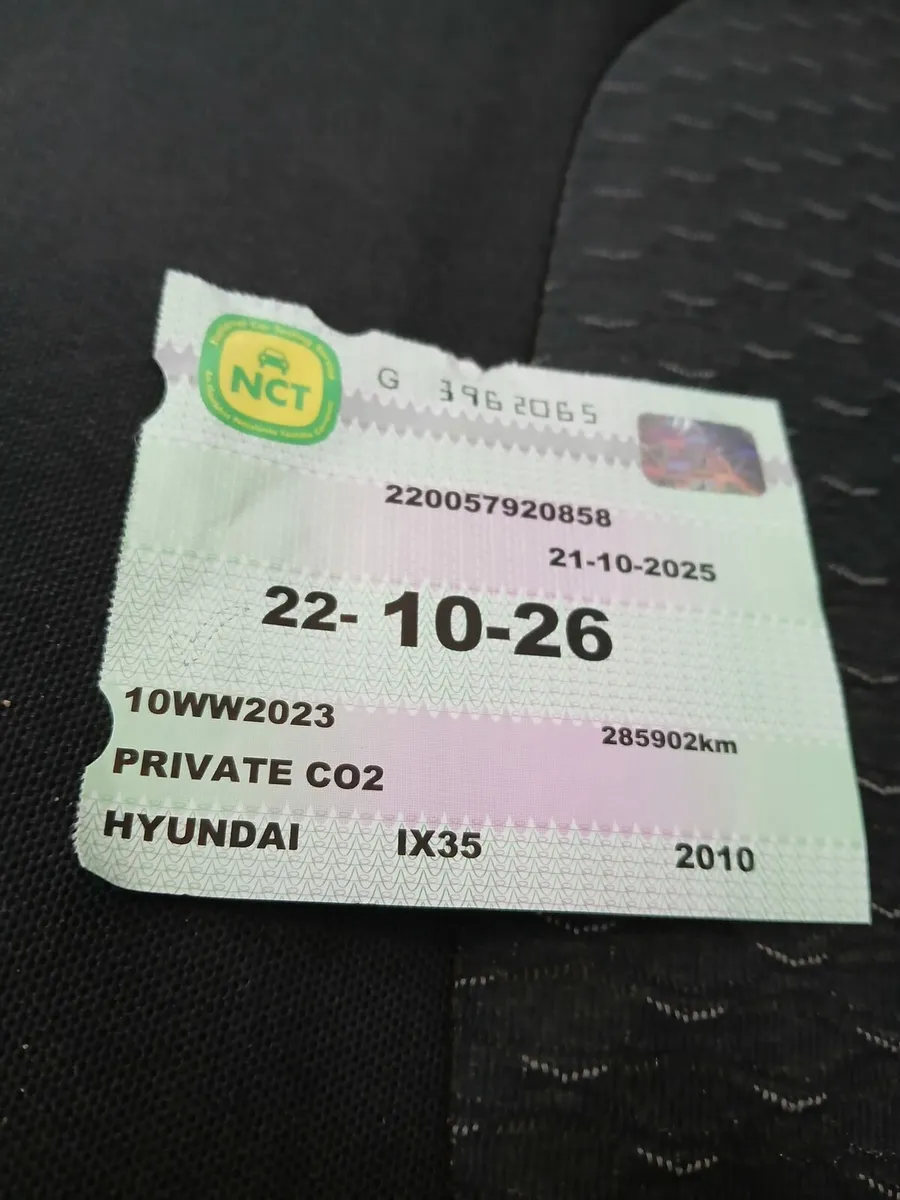 NCT
G 3962065
220057920858
21-10-2025
22- 10-26
10WW2023
285902km
PRIVATE CO2
HYUNDAI IX35 2010